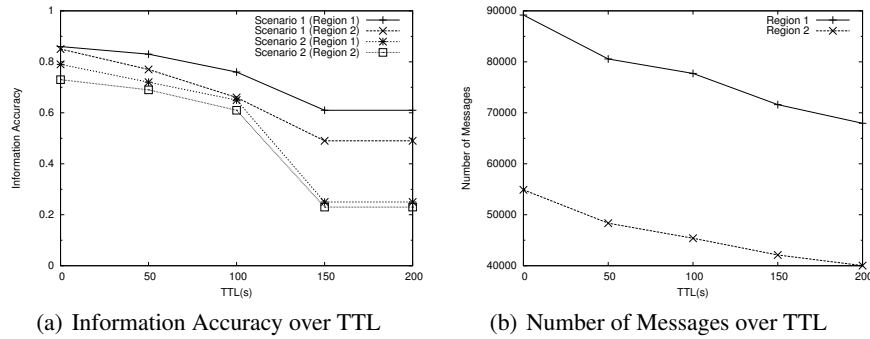 1
0.8
0.6
0.4
0.2
0
0
50
100
150
200
Information Accuracy
TTL(s)
Scenario 1 (Region 1)
Scenario 1 (Region 2)
Scenario 2 (Region 1)
Scenario 2 (Region 2)
(a) Information Accuracy over TTL
90000
80000
70000
60000
50000
40000
0
50
100
150
200
Number of Messages
TTL(s)
Region 1
Region 2
(b) Number of Messages over TTL